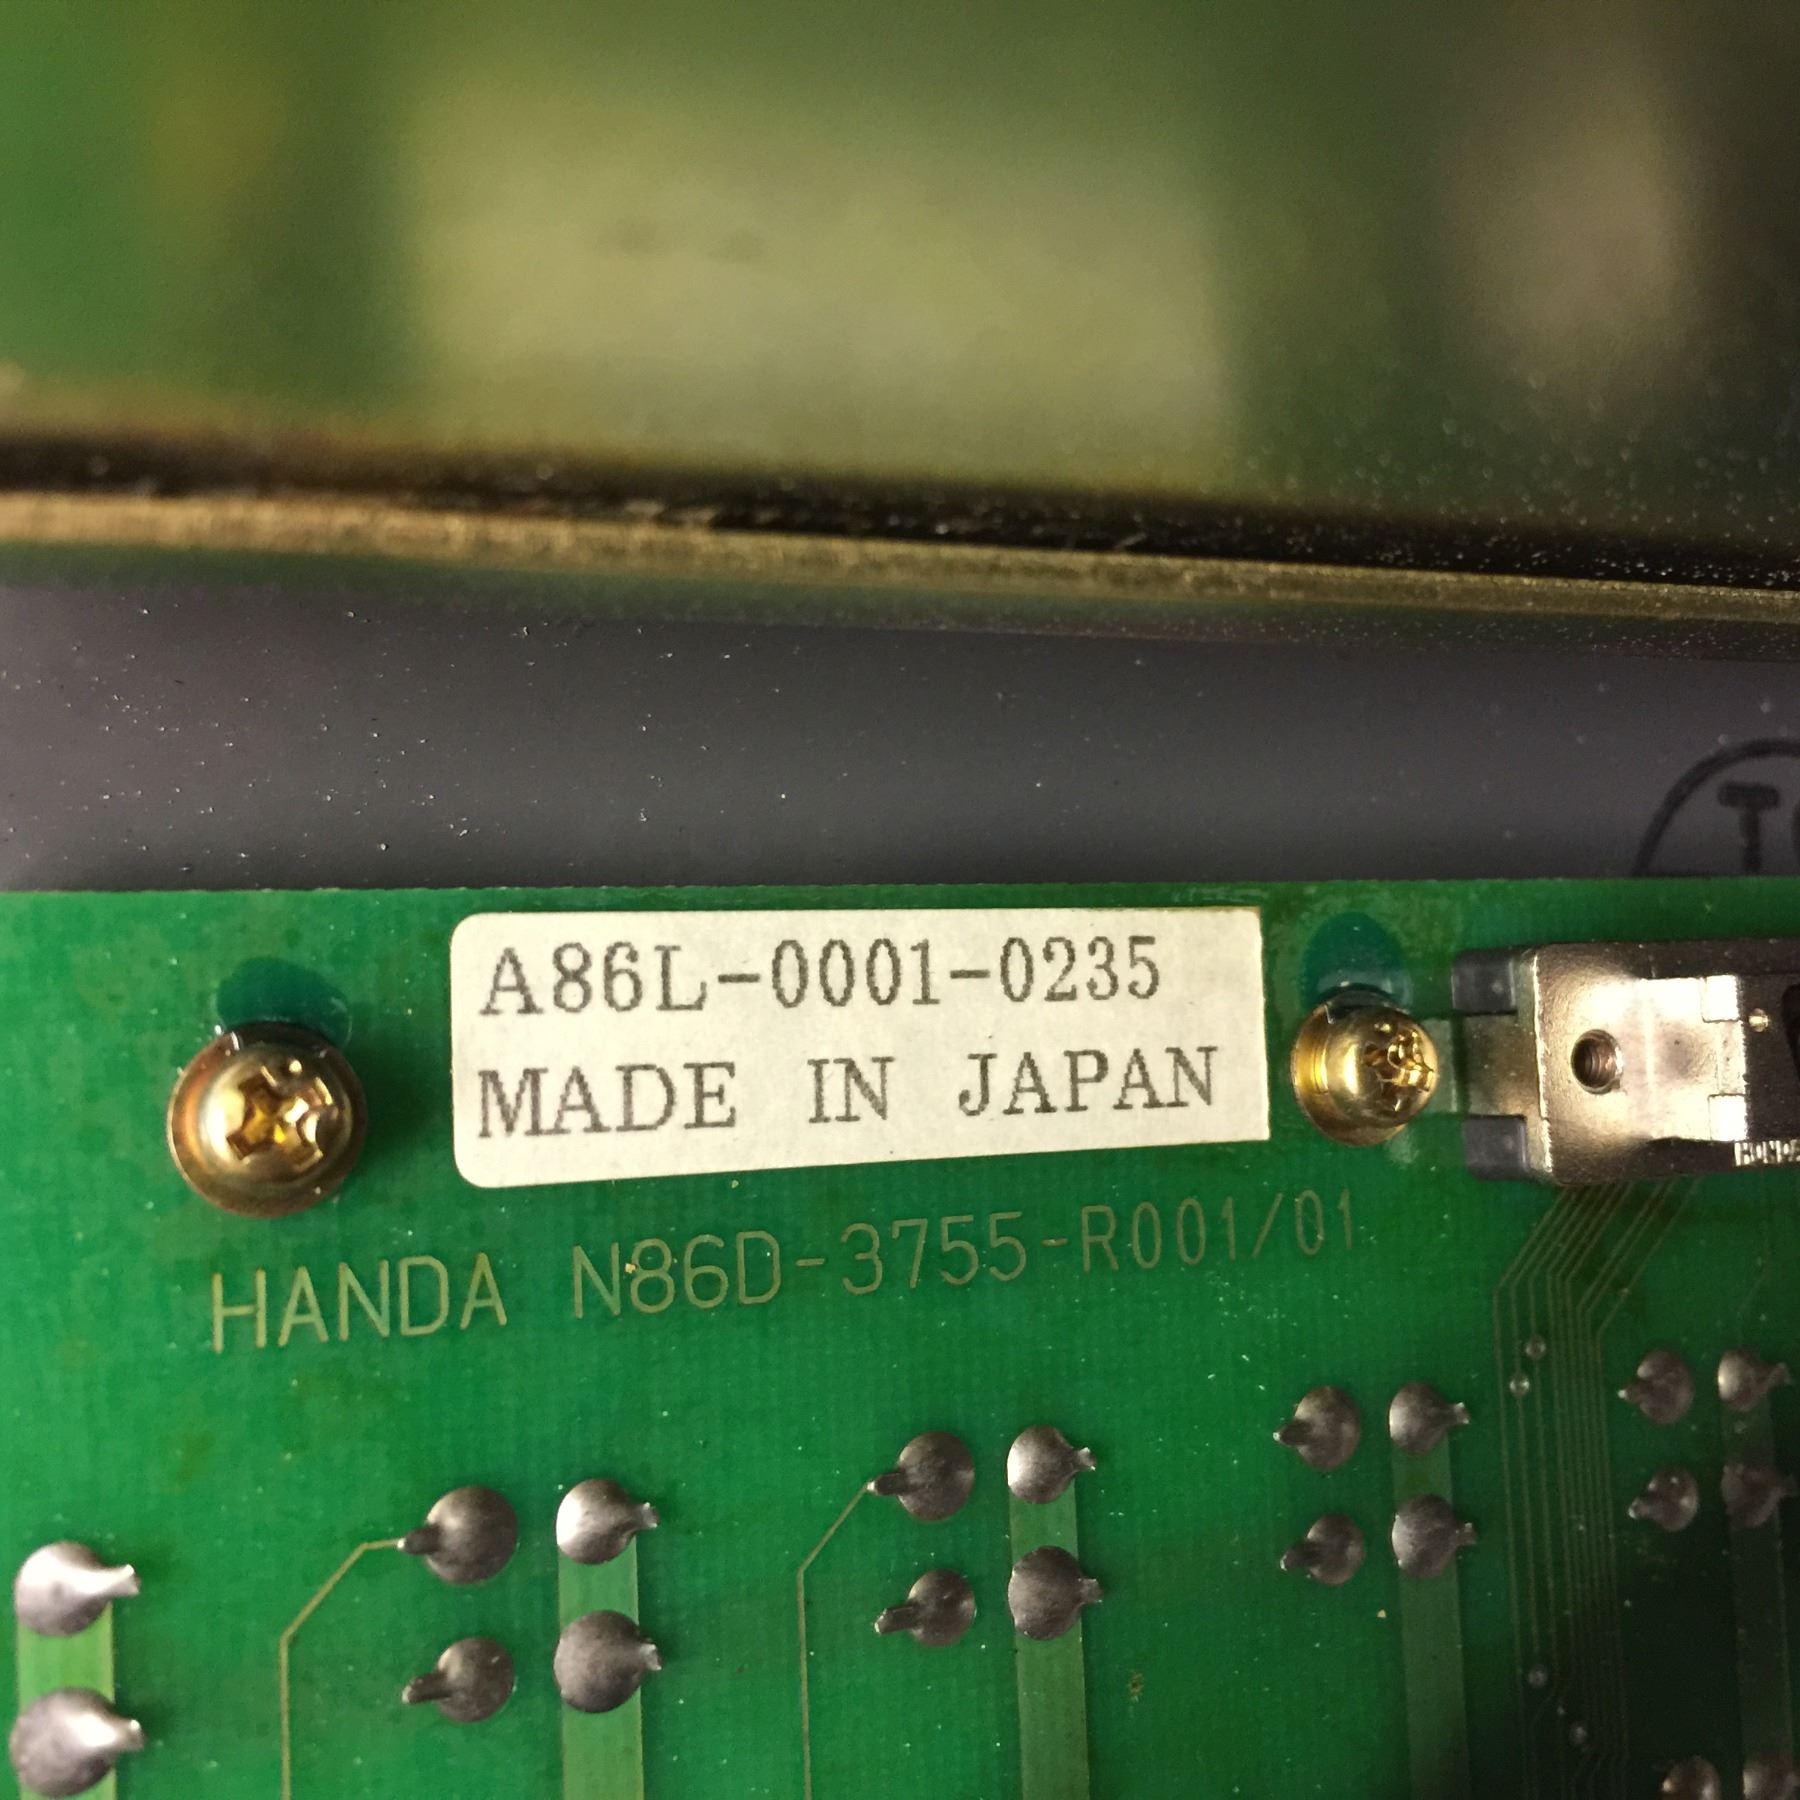 A86L-0001-0235
MADE IN JAPAN
HANDA N86D-3755-R001/01